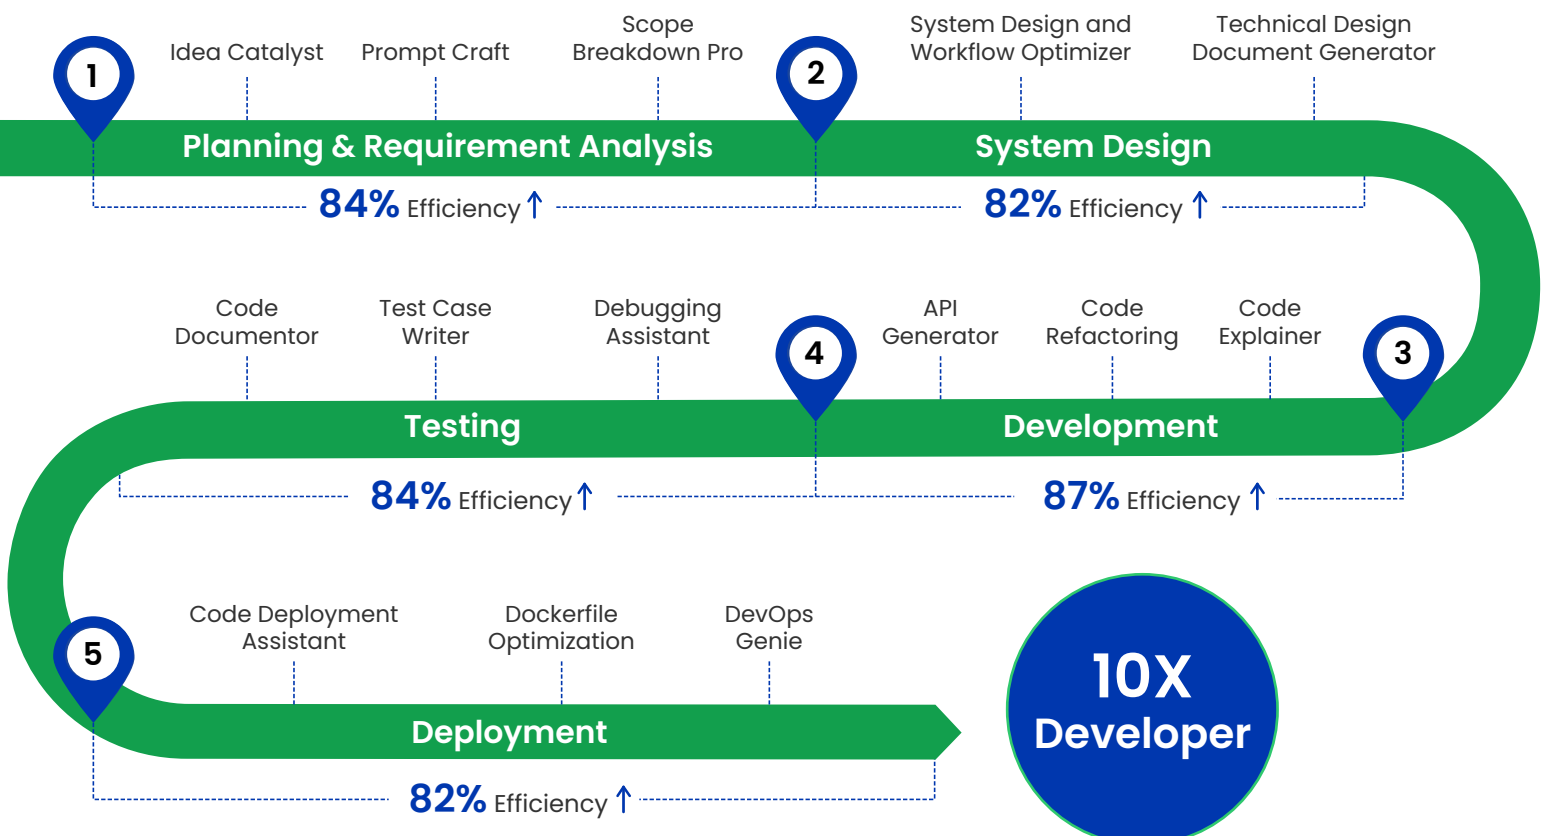 1
Idea Catalyst
Prompt Craft
Scope
Breakdown Pro
2
System Design and
Workflow Optimizer
Technical Design
Document Generator
Planning & Requirement Analysis
System Design
84% Efficiency ↑
82% Efficiency ↑
Code
Documentor
Test Case
Writer
Debugging
Assistant
4
API
Generator
Code
Refactoring
Code
Explainer
3
Testing
Development
84% Efficiency ↑
87% Efficiency ↑
5
Code Deployment
Assistant
Dockerfile
Optimization
DevOps
Genie
Deployment
82% Efficiency ↑
10X
Developer